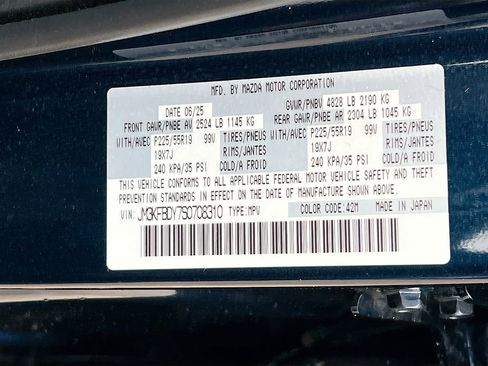 MFD. BY MAZDA MOTOR CORPORATION
DATE 06/25 GVWR/PNBV 4828 LB 2190 KG
FRONT GAWR/PNBE AV 2524 LB 1145 KG REAR GAWR/PNBE AR 2304 LB 1045 KG
WITH/AVEC P225/55R19 99V TIRES/PNEUS WITH/AVEC P225/55R19 99V TIRES/PNEUS
19X7J RIMS/JANTES 19X7J RIMS/JANTES
240 KPA/35 PSI COLD/A FROID 240 KPA/35 PSI COLD/A FROID
THIS VEHICLE CONFORMS TO ALL APPLICABLE FEDERAL MOTOR VEHICLE SAFETY AND THEFT
PREVENTION STANDARDS IN EFFECT ON THE DATE OF MANUFACTURE SHOWN ABOVE.
VIN: JM3KFBDY7S0708310 TYPE:MPV COLOR CODE:42M MADE IN JAPAN